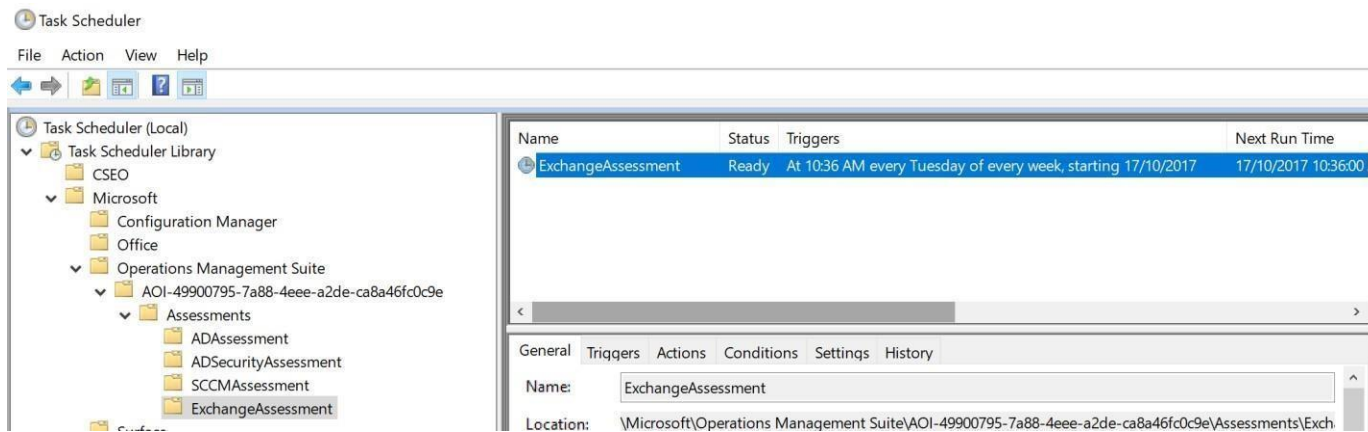 Task Scheduler
File Action View Help
Task Scheduler (Local)
Task Scheduler Library
CSEO
Microsoft
Configuration Manager
Office
Operations Management Suite
AOI-49900795-7a88-4eee-a2de-ca8a46fc0c9e
Assessments
ADAssessment
ADSecurityAssessment
SCCMAssessment
ExchangeAssessment
Name Status Triggers Next Run Time
ExchangeAssessment Ready At 10:36 AM every Tuesday of every week, starting 17/10/2017 17/10/2017 10:36:00
General Triggers Actions Conditions Settings History
Name: ExchangeAssessment
Location: \Microsoft\Operations Management Suite\AOI-49900795-7a88-4eee-a2de-ca8a46fc0c9e\Assessments\Exch